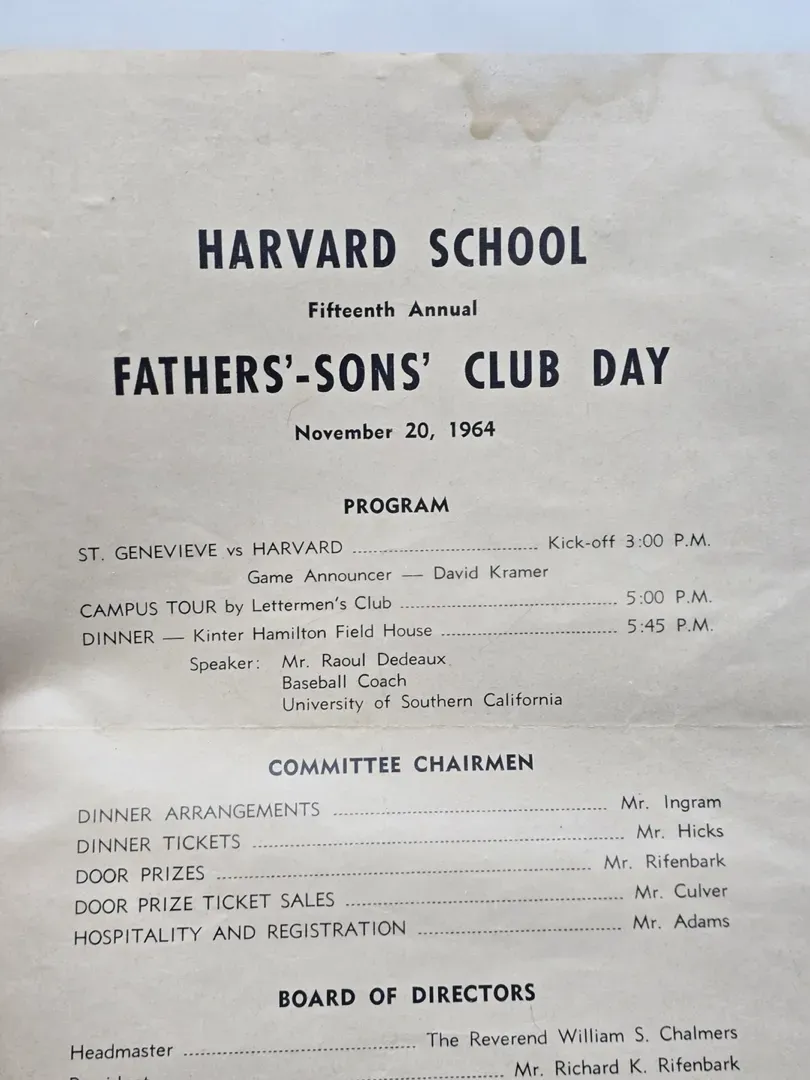 HARVARD SCHOOL
Fifteenth Annual
FATHERS'-SONS' CLUB DAY
November 20, 1964
PROGRAM
ST. GENEVIEVE vs HARVARD ........ Kick-off 3:00 P.M.
Game Announcer — David Kramer
CAMPUS TOUR by Lettermen's Club ........ 5:00 P.M.
DINNER — Kinter Hamilton Field House ........ 5:45 P.M.
Speaker: Mr. Raoul Dedeaux
Baseball Coach
University of Southern California
COMMITTEE CHAIRMEN
DINNER ARRANGEMENTS ........ Mr. Ingram
DINNER TICKETS ........ Mr. Hicks
DOOR PRIZES ........ Mr. Rifenbark
DOOR PRIZE TICKET SALES ........ Mr. Culver
HOSPITALITY AND REGISTRATION ........ Mr. Adams
BOARD OF DIRECTORS
Headmaster ........ The Reverend William S. Chalmers
........ Mr. Richard K. Rifenbark